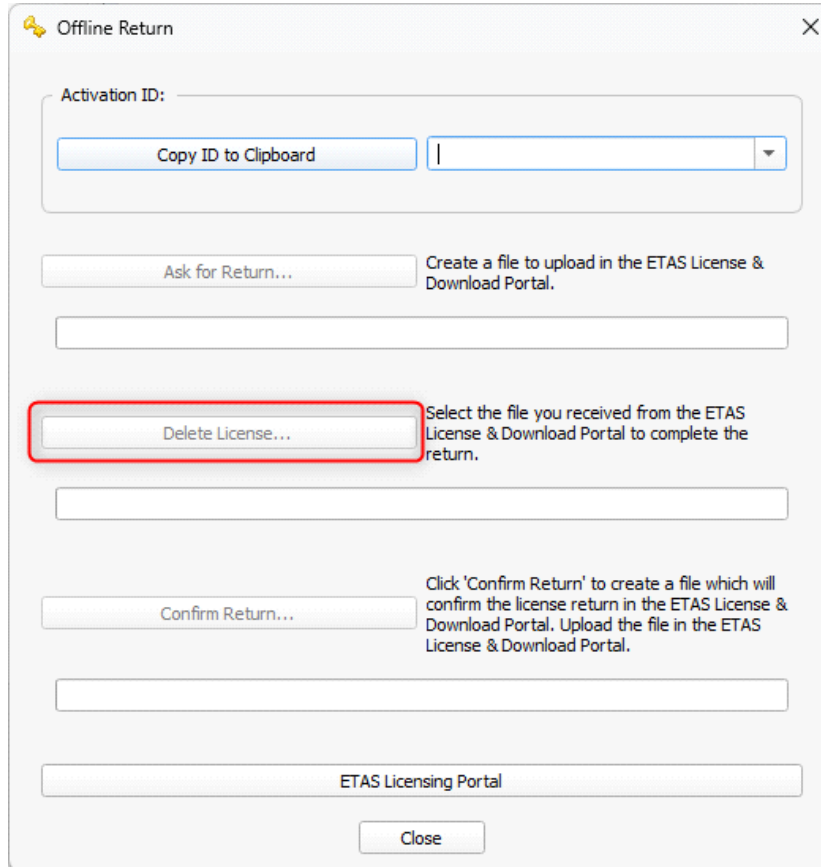 Offline Return
Activation ID:
Copy ID to Clipboard
Ask for Return...
Create a file to upload in the ETAS License &
Download Portal.
Delete License...
Select the file you received from the ETAS
License & Download Portal to complete the
return.
Confirm Return...
Click 'Confirm Return' to create a file which will
confirm the license return in the ETAS License &
Download Portal. Upload the file in the ETAS
License & Download Portal.
ETAS Licensing Portal
Close